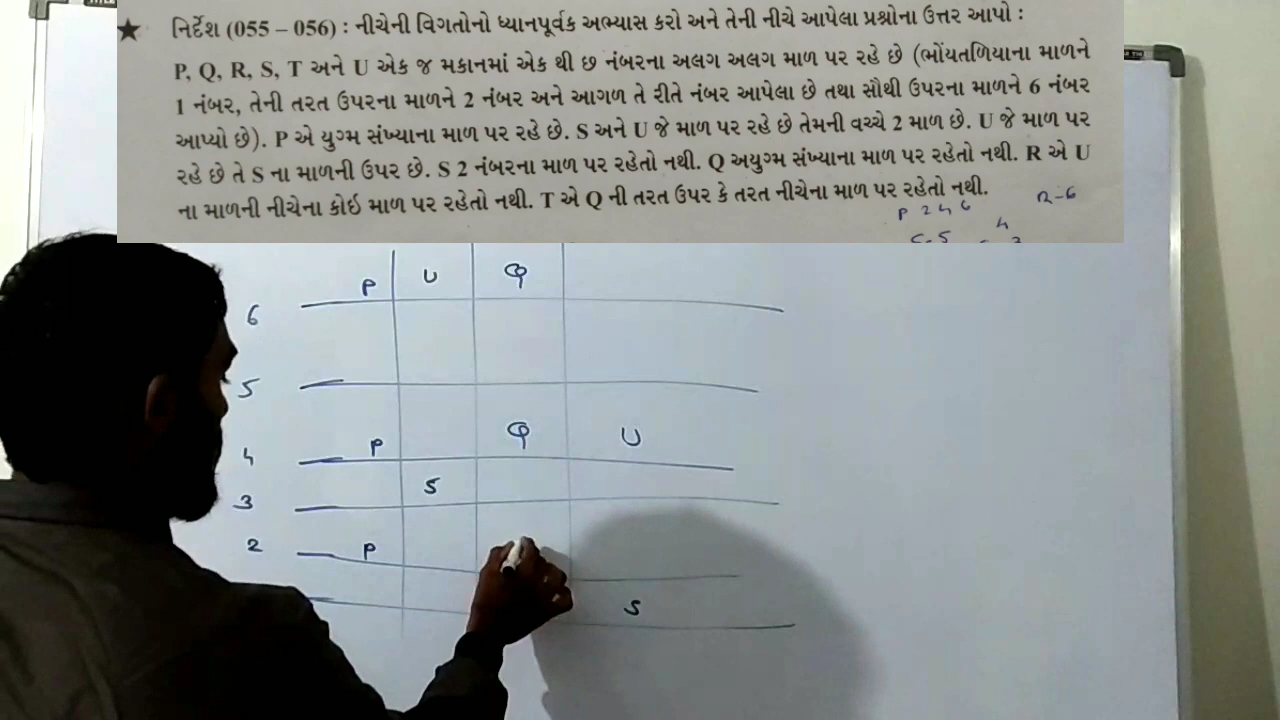 ★ નિર્દેશ (055 – 056) : નીચેની વિગતોનો ધ્યાનપૂર્વક અભ્યાસ કરો અને તેની નીચે આપેલા પ્રશ્નોના ઉત્તર આપો :
P, Q, R, S, T અને U એક જ મકાનમાં એક થી છ નંબરના અલગ અલગ માળ પર રહે છે (ભોંયતળિયાના માળને
1 નંબર, તેની તરત ઉપરના માળને 2 નંબર અને આગળ તે રીતે નંબર આપેલા છે તથા સૌથી ઉપરના માળને 6 નંબર
આપ્યો છે). P એ યુગ્મ સંખ્યાના માળ પર રહે છે. S અને U જે માળ પર રહે છે તેમની વચ્ચે 2 માળ છે. U જે માળ પર
રહે છે તે S ના માળની ઉપર છે. S 2 નંબરના માળ પર રહેતો નથી. Q અયુગ્મ સંખ્યાના માળ પર રહેતો નથી. R એ U
ના માળની નીચેના કોઈ માળ પર રહેતો નથી. T એ Q ની તરત ઉપર કે તરત નીચેના માળ પર રહેતો નથી.
P 2 4 6 R-6
4
6 P U Q
5
4 P Q U
3 S
2 P
S